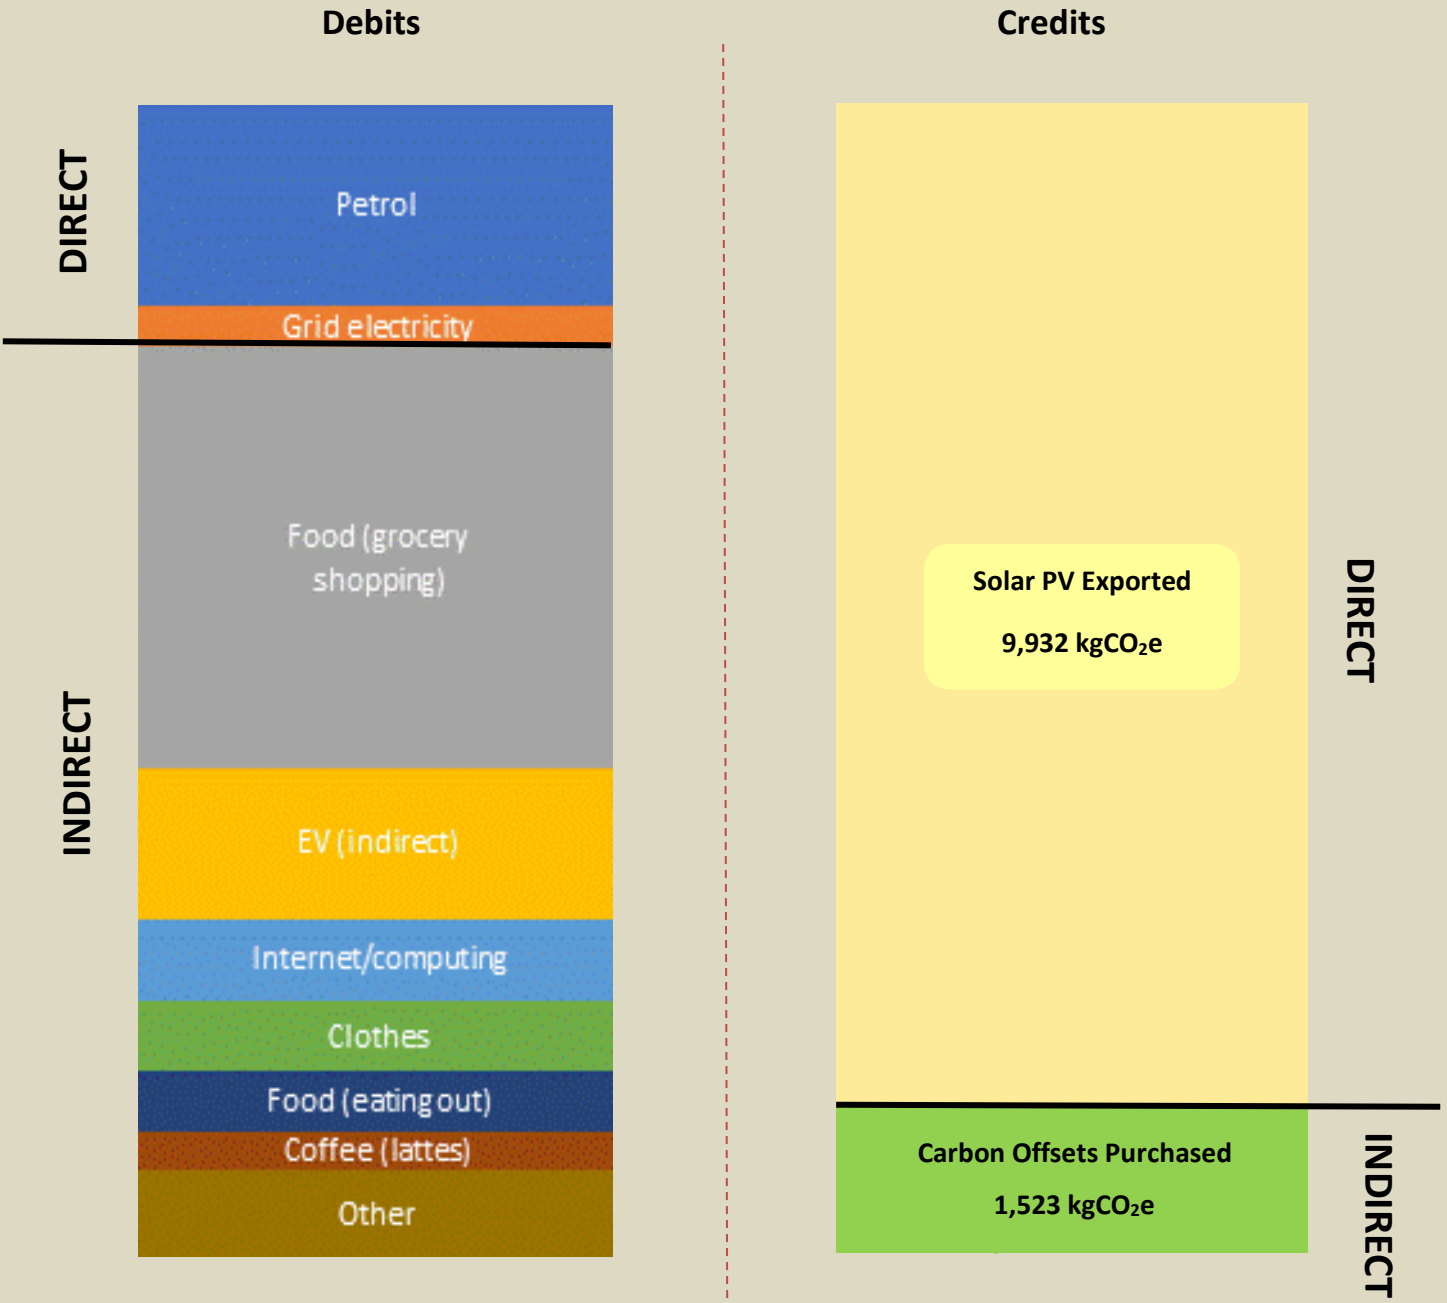 Debits
Credits
DIRECT
Petrol
Grid electricity
INDIRECT
Food (grocery
shopping)
EV (indirect)
Internet/computing
Clothes
Food (eating out)
Coffee (lattes)
Other
Solar PV Exported
9,932 kgCO₂e
DIRECT
Carbon Offsets Purchased
1,523 kgCO₂e
INDIRECT